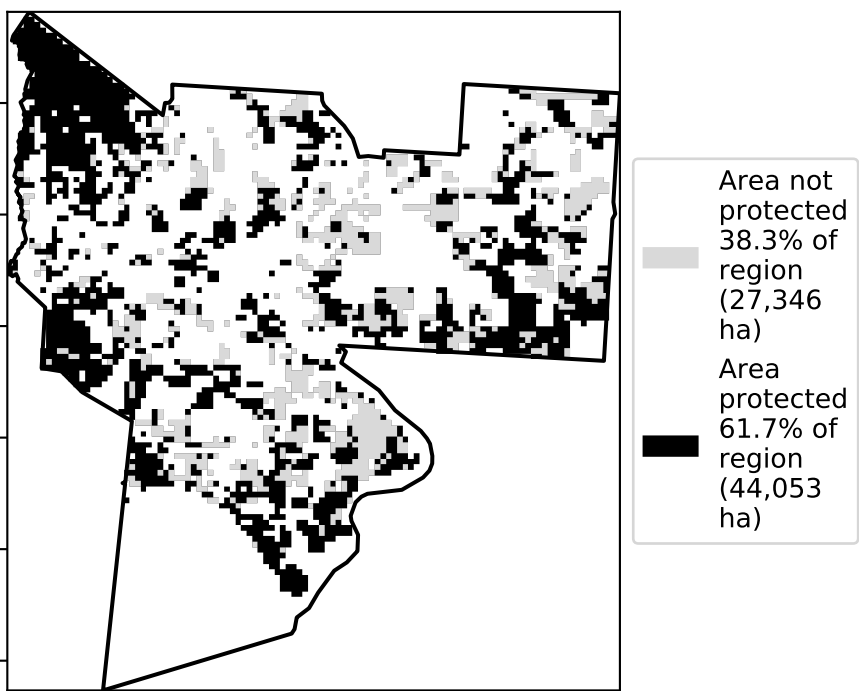 Area not
protected
38.3% of
region
(27,346
ha)
Area
protected
61.7% of
region
(44,053
ha)